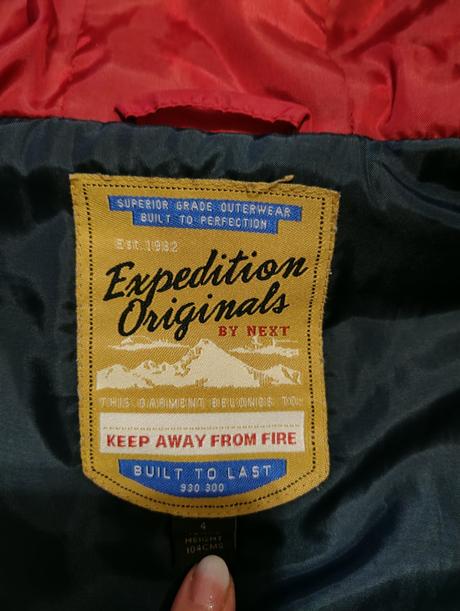 SUPERIOR GRADE OUTERWEAR
BUILT TO PERFECTION
Est. 1982
Expedition
Originals
BY NEXT
THIS GARMENT BELONGS TO:
KEEP AWAY FROM FIRE
BUILT TO LAST
930 300
4
HEIGHT
104CMS